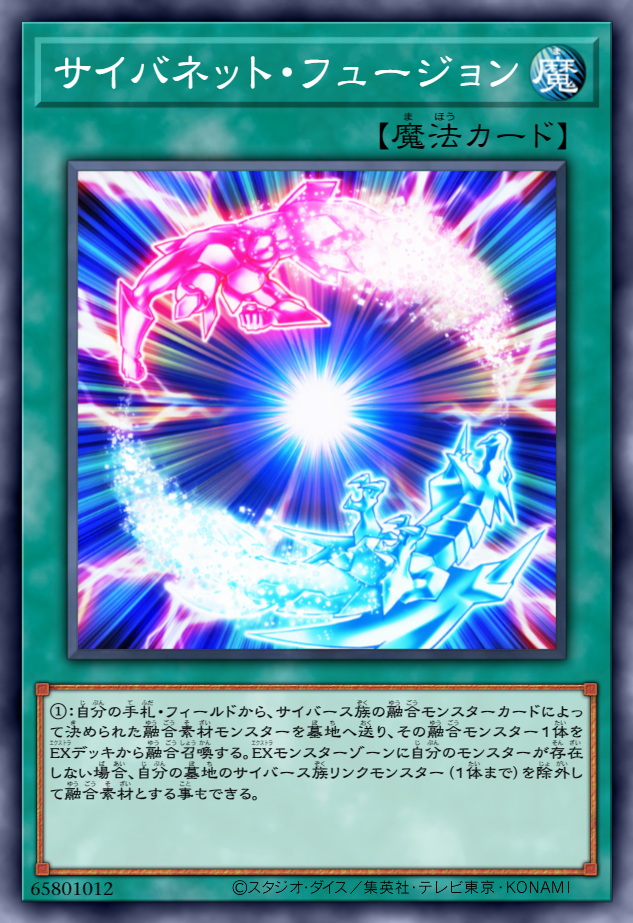 サイバネット・フュージョン 魔
【魔法カード】
①：自分の手札・フィールドから、サイバース族の融合モンスターカードによっ
て決められた融合素材モンスターを墓地へ送り、その融合モンスター１体を
EXデッキから融合召喚する。EXモンスターゾーンに自分のモンスターが存在
しない場合、自分の墓地のサイバース族リンクモンスター（１体まで）を除外し
て融合素材とする事もできる。
65801012 ©スタジオ・ダイス／集英社・テレビ東京・KONAMI